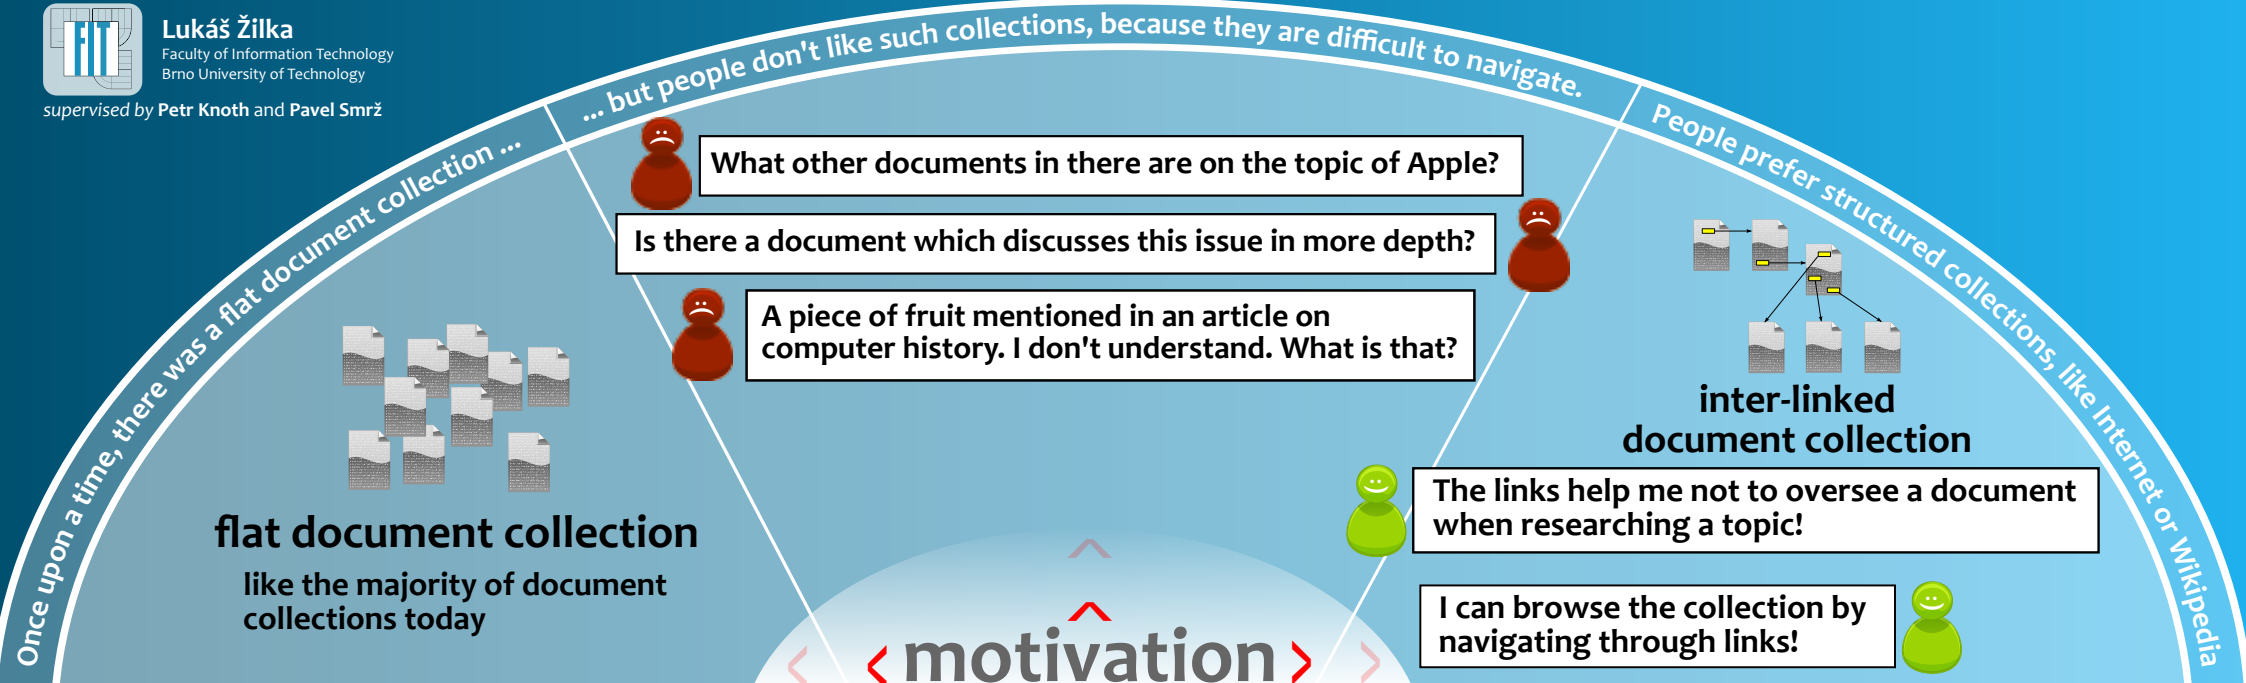 FIT
Lukáš Žilka
Faculty of Information Technology
Brno University of Technology
supervised by Petr Knoth and Pavel Smrž
Once upon a time, there was a flat document collection ...
... but people don't like such collections, because they are difficult to navigate.
People prefer structured collections, like Internet or Wikipedia
What other documents in there are on the topic of Apple?
Is there a document which discusses this issue in more depth?
A piece of fruit mentioned in an article on
computer history. I don't understand. What is that?
flat document collection
like the majority of document
collections today
inter-linked
document collection
The links help me not to oversee a document
when researching a topic!
I can browse the collection by
navigating through links!
motivation